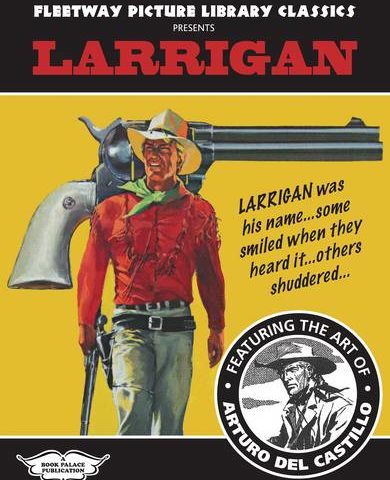 FLEETWAY PICTURE LIBRARY CLASSICS
PRESENTS
LARRIGAN
LARRIGAN was
his name...some
smiled when they
heard it...others
shuddered...
• FEATURING THE ART OF •
ARTURO DEL CASTILLO
BOOK PALACE
PUBLICATION